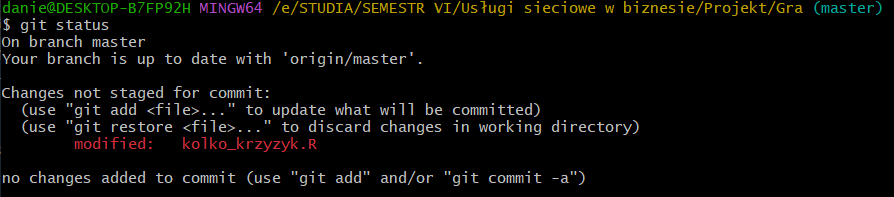 danie@DESKTOP-B7FP92H MINGW64 /e/STUDIA/SEMESTR VI/Usługi sieciowe w biznesie/Projekt/Gra (master)
$ git status
On branch master
Your branch is up to date with 'origin/master'.
Changes not staged for commit:
  (use "git add <file>..." to update what will be committed)
  (use "git restore <file>..." to discard changes in working directory)
        modified:   kolko_krzyzyk.R
no changes added to commit (use "git add" and/or "git commit -a")